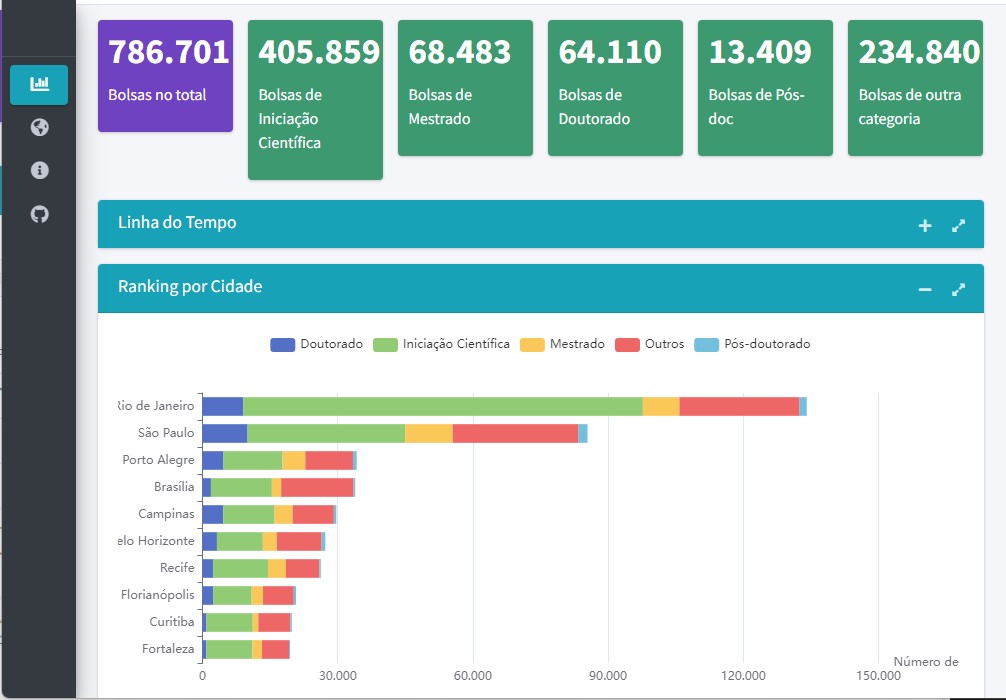 786.701
Bolsas no total
405.859
Bolsas de
Iniciação
Científica
68.483
Bolsas de
Mestrado
64.110
Bolsas de
Doutorado
13.409
Bolsas de Pós-
doc
234.840
Bolsas de outra
categoria
Linha do Tempo
Ranking por Cidade
Doutorado
Iniciação Científica
Mestrado
Outros
Pós-doutorado
Rio de Janeiro
São Paulo
Porto Alegre
Brasília
Campinas
elo Horizonte
Recife
Florianópolis
Curitiba
Fortaleza
Número de
0 30.000 60.000 90.000 120.000 150.000